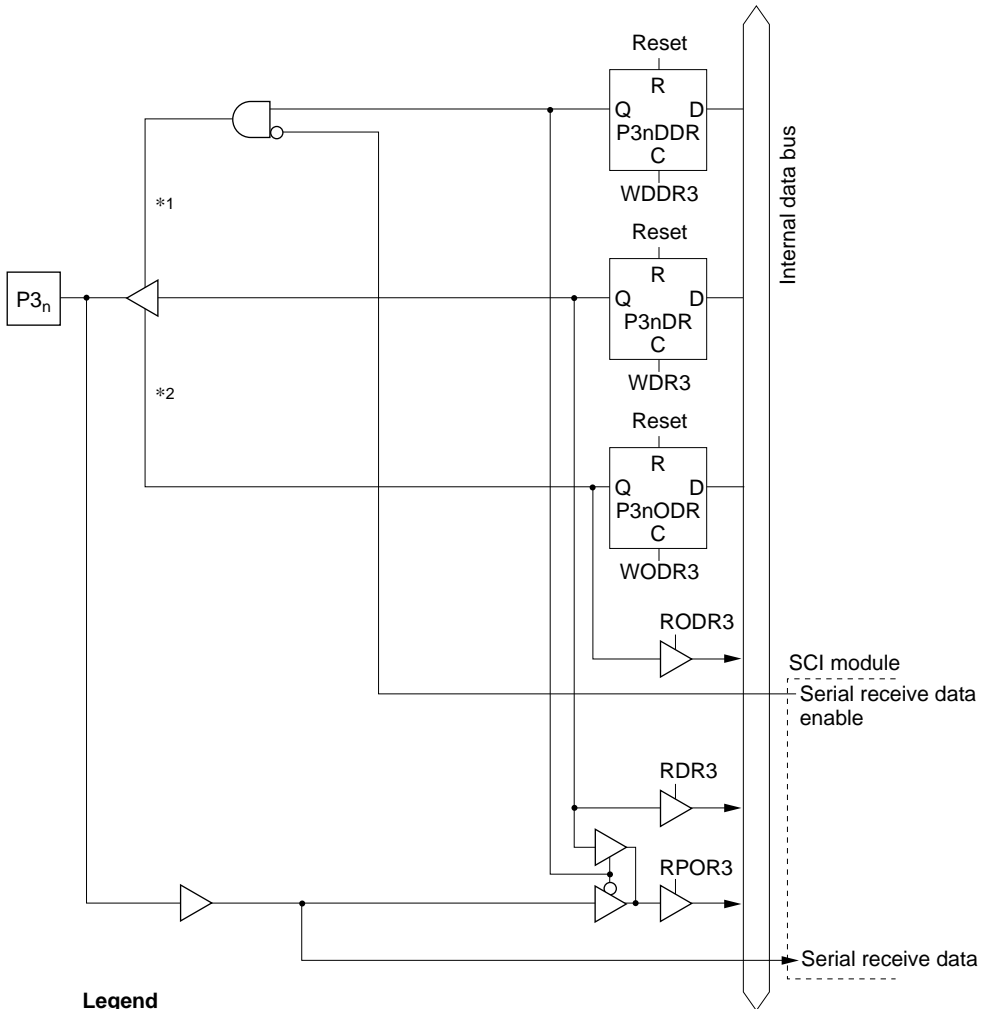 Reset
R
Q D
P3nDDR
C
WDDR3
Internal data bus
*1
Reset
R
P3n
Q D
P3nDR
C
WDR3
*2
Reset
R
Q D
P3nODR
C
WODR3
RODR3
SCI module
Serial receive data
enable
RDR3
RPOR3
Serial receive data
Legend